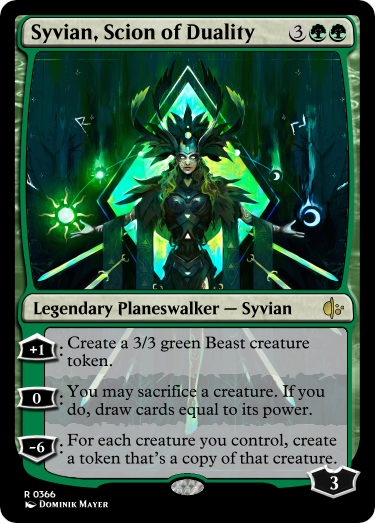 Syvian, Scion of Duality 3
Legendary Planeswalker — Syvian
+1: Create a 3/3 green Beast creature
token.
0: You may sacrifice a creature. If you
do, draw cards equal to its power.
-6: For each creature you control, create
a token that's a copy of that creature.
3
R 0366
Dominik Mayer